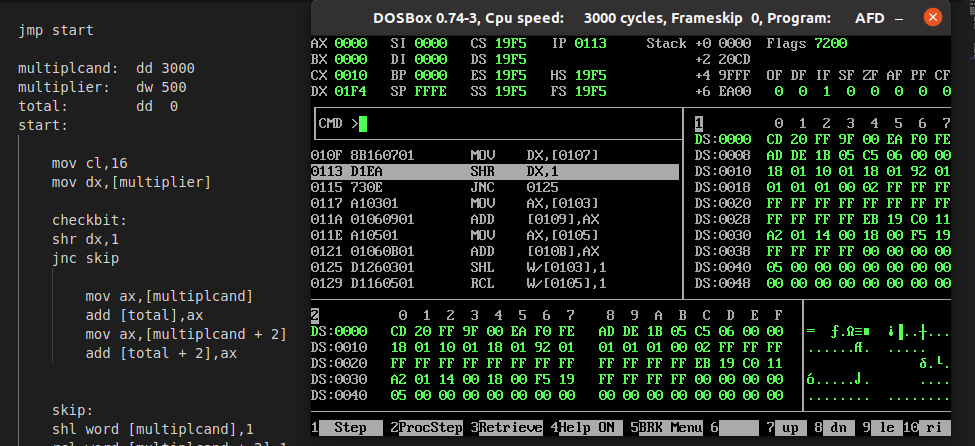 jmp start
multiplcand: dd 3000
multiplier: dw 500
total: dd 0
start:
mov cl,16
mov dx,[multiplier]
checkbit:
shr dx,1
jnc skip
mov ax,[multiplcand]
add [total],ax
mov ax,[multiplcand + 2]
add [total + 2],ax
skip:
shl word [multiplcand],1
DOSBox 0.74-3, Cpu speed: 3000 cycles, Frameskip 0, Program: AFD
AX 0000 SI 0000 CS 19F5 IP 0113 Stack +0 0000 Flags 7200
BX 0000 DI 0000 DS 19F5 +2 20CD
CX 0010 BP 0000 ES 19F5 HS 19F5 +4 9FFF OF DF IF SF ZF AF PF CF
DX 01F4 SP FFFE SS 19F5 FS 19F5 +6 EA00 0 0 1 0 0 0 0 0
CMD >
010F 8B160701 MOV DX,[0107]
0113 D1EA SHR DX,1
0115 730E JNC 0125
0117 A10301 MOV AX,[0103]
011A 01060901 ADD [0109],AX
011E A10501 MOV AX,[0105]
0121 01060B01 ADD [010B],AX
0125 D1260301 SHL W/[0103],1
0129 D1160501 RCL W/[0105],1
1 0 1 2 3 4 5 6 7
DS:0000 CD 20 FF 9F 00 EA F0 FE
DS:0008 AD DE 1B 05 C5 06 00 00
DS:0010 18 01 10 01 18 01 92 01
DS:0018 01 01 01 00 02 FF FF FF
DS:0020 FF FF FF FF FF FF FF FF
DS:0028 FF FF FF FF EB 19 C0 11
DS:0030 A2 01 14 00 18 00 F5 19
DS:0038 FF FF FF FF 00 00 00 00
DS:0040 05 00 00 00 00 00 00 00
DS:0048 00 00 00 00 00 00 00 00
2 0 1 2 3 4 5 6 7 8 9 A B C D E F
DS:0000 CD 20 FF 9F 00 EA F0 FE AD DE 1B 05 C5 06 00 00
DS:0010 18 01 10 01 18 01 92 01 01 01 01 00 02 FF FF FF
DS:0020 FF FF FF FF FF FF FF FF FF FF FF FF EB 19 C0 11
DS:0030 A2 01 14 00 18 00 F5 19 FF FF FF FF 00 00 00 00
DS:0040 05 00 00 00 00 00 00 00 00 00 00 00 00 00 00 00
1 Step 2ProcStep 3Retrieve 4Help ON 5BRK Menu 6 7 up 8 dn 9 le 10 ri